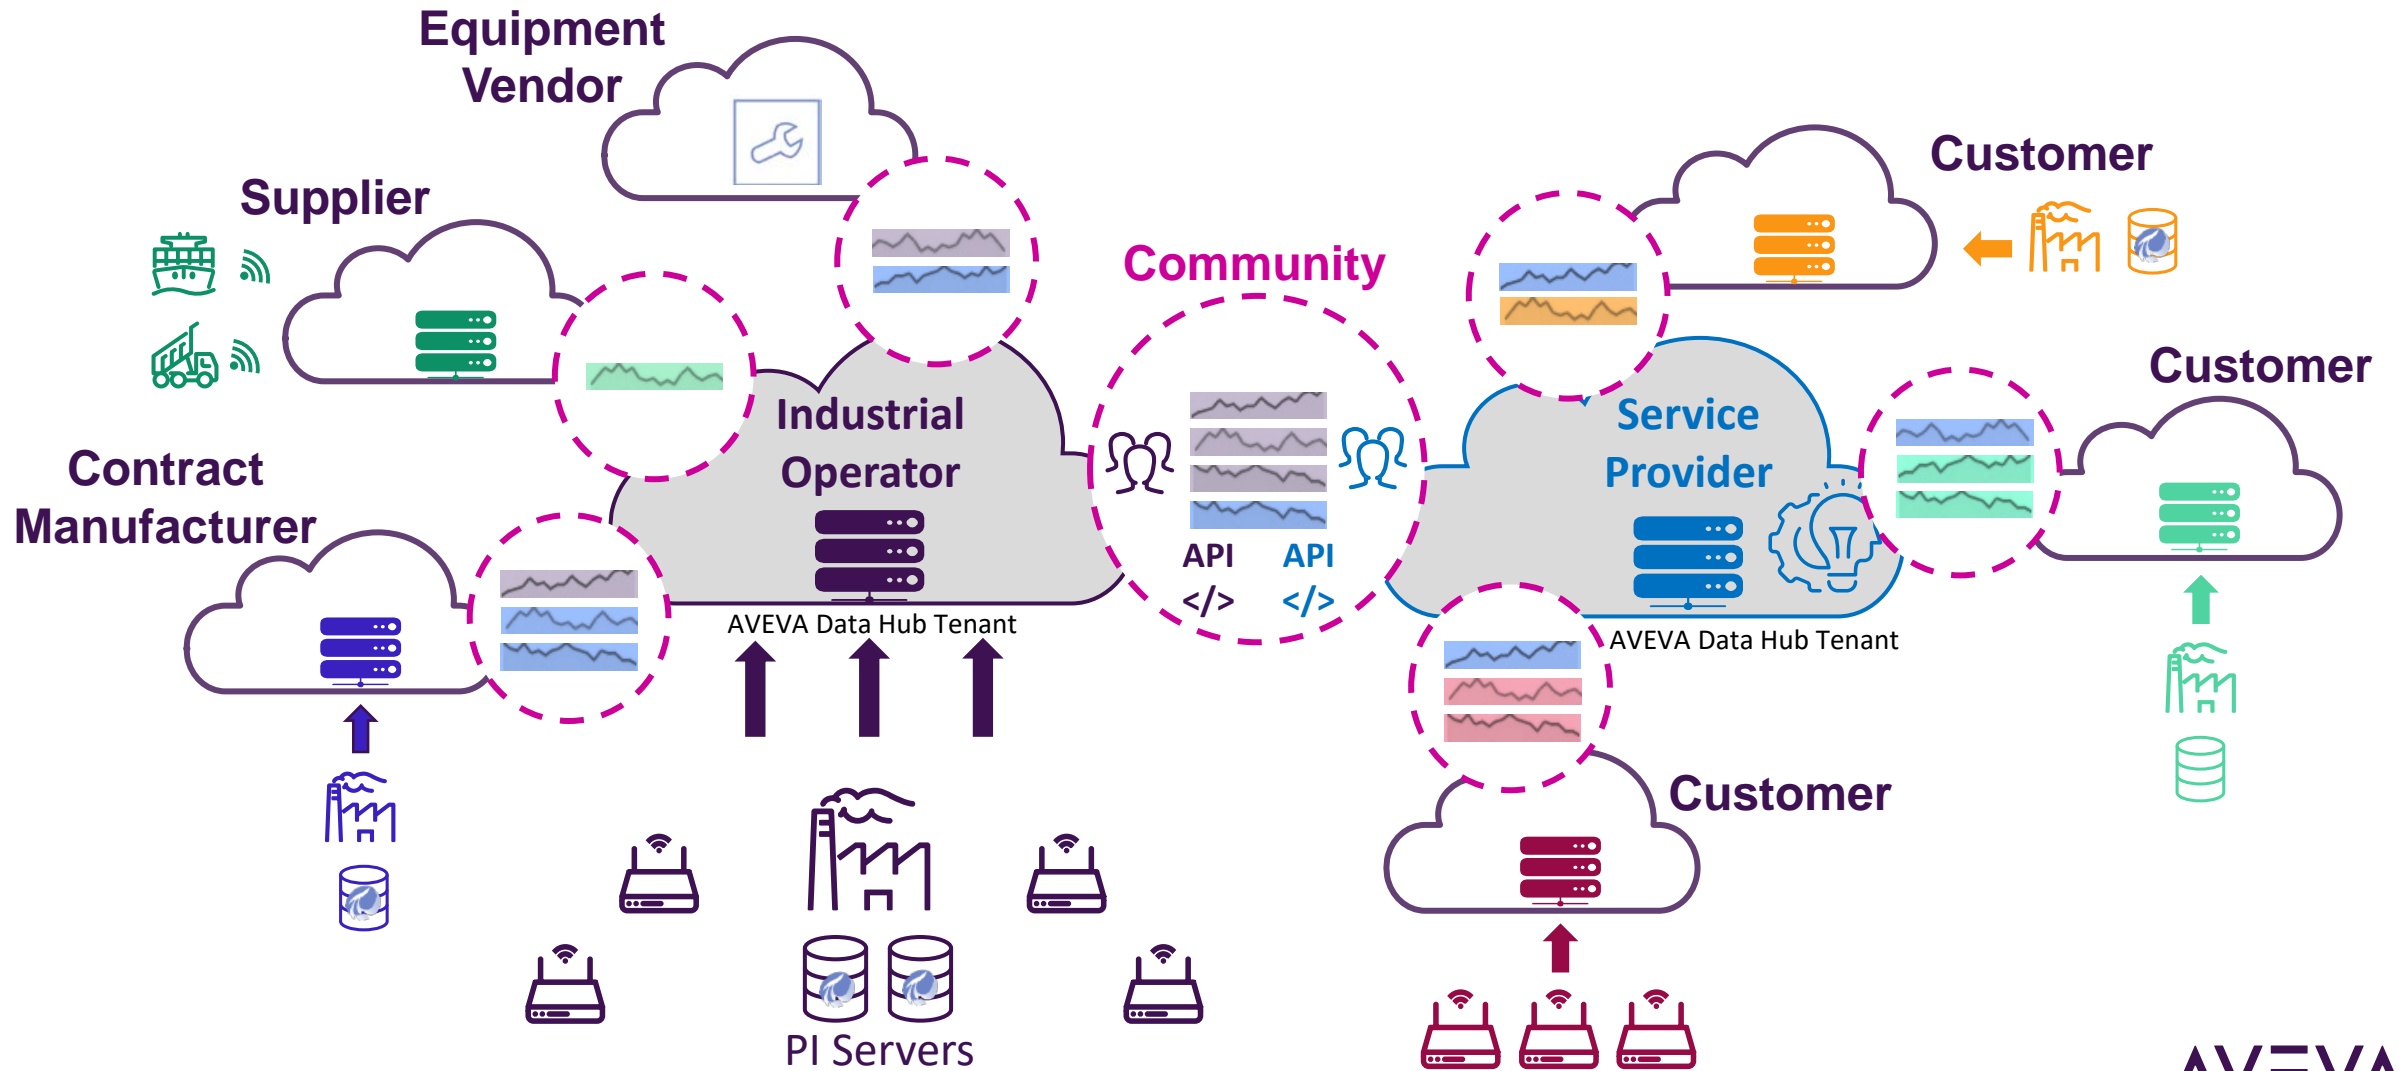 Equipment
Vendor
Supplier
Customer
Community
Customer
Industrial
Operator
Service
Provider
Contract
Manufacturer
API
API
</>
</>
AVEVA Data Hub Tenant
AVEVA Data Hub Tenant
Customer
PI Servers
AVEVA